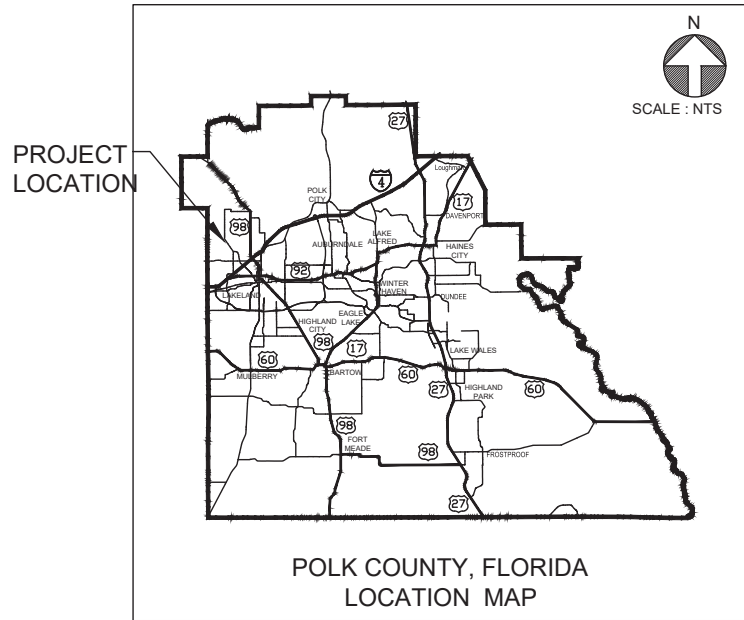 N
SCALE : NTS
PROJECT
LOCATION
27
4
Loughman
POLK
CITY
17
DAVENPORT
98
LAKE
ALFRED
AUBURNDALE
HAINES
CITY
92
WINTER
HAVEN
LAKELAND
DUNDEE
EAGLE
LAKE
HIGHLAND
CITY
98
17
LAKE WALES
60
MULBERRY
BARTOW
60
27
HIGHLAND
PARK
60
98
FORT
MEADE
98
FROSTPROOF
27
POLK COUNTY, FLORIDA
LOCATION MAP